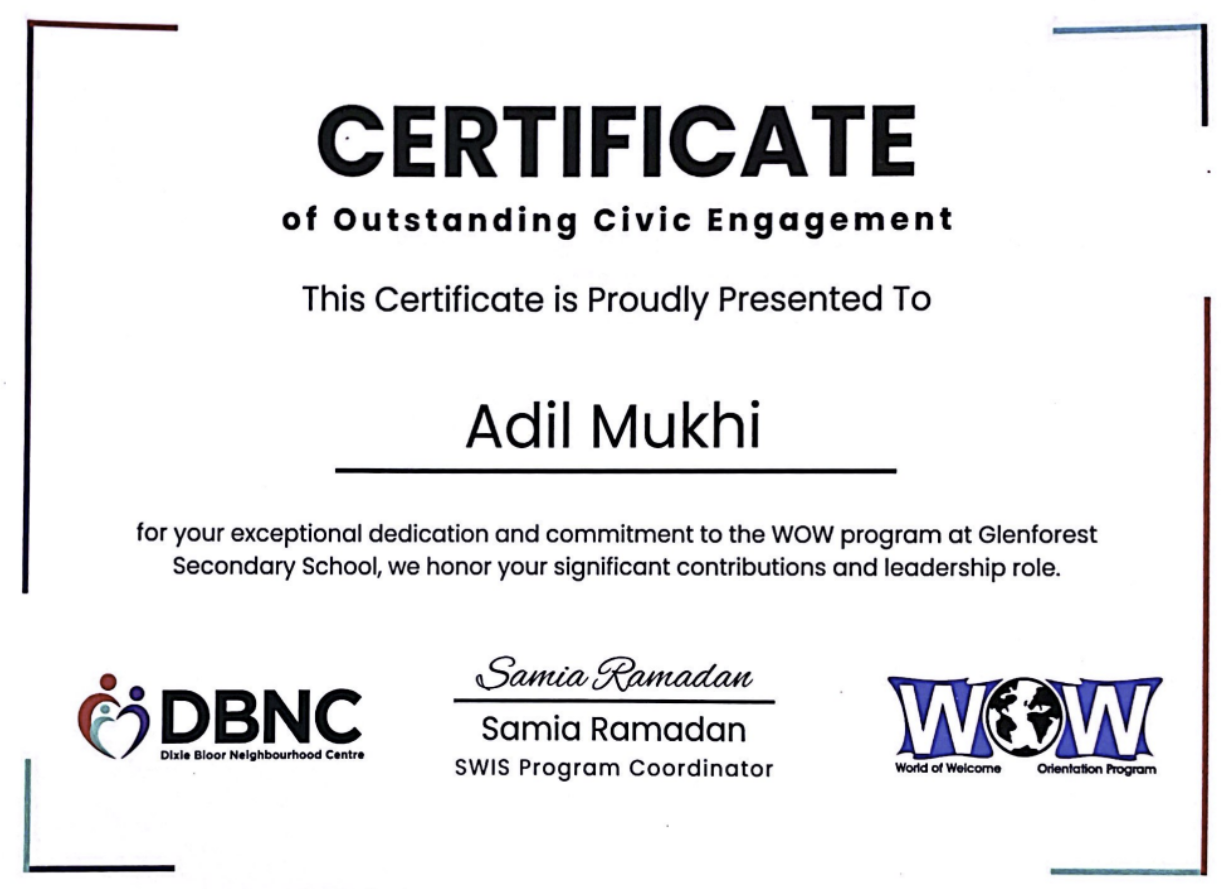 CERTIFICATE
of Outstanding Civic Engagement
This Certificate is Proudly Presented To
Adil Mukhi
for your exceptional dedication and commitment to the WOW program at Glenforest
Secondary School, we honor your significant contributions and leadership role.
DBNC
Dixie Bloor Neighbourhood Centre
Samia Ramadan
Samia Ramadan
SWIS Program Coordinator
WOW
World of Welcome Orientation Program